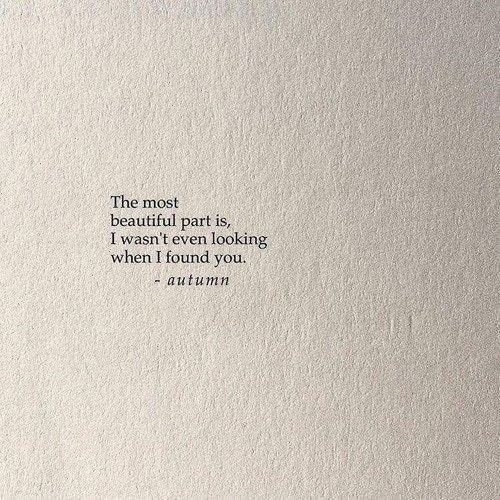 The most
beautiful part is,
I wasn't even looking
when I found you.
- autumn